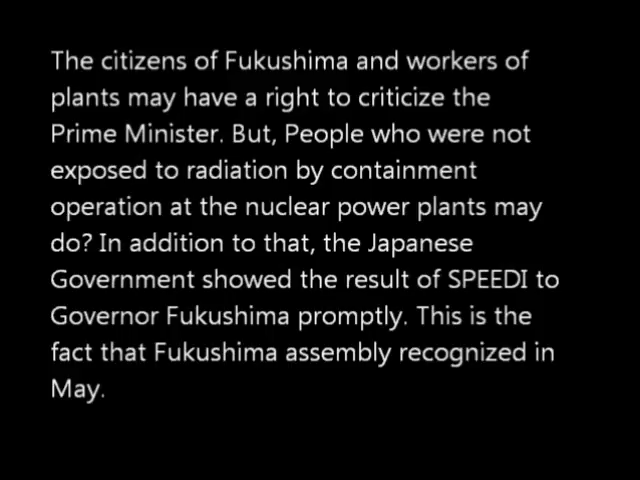 The citizens of Fukushima and workers of
plants may have a right to criticize the
Prime Minister. But, People who were not
exposed to radiation by containment
operation at the nuclear power plants may
do? In addition to that, the Japanese
Government showed the result of SPEEDI to
Governor Fukushima promptly. This is the
fact that Fukushima assembly recognized in
May.